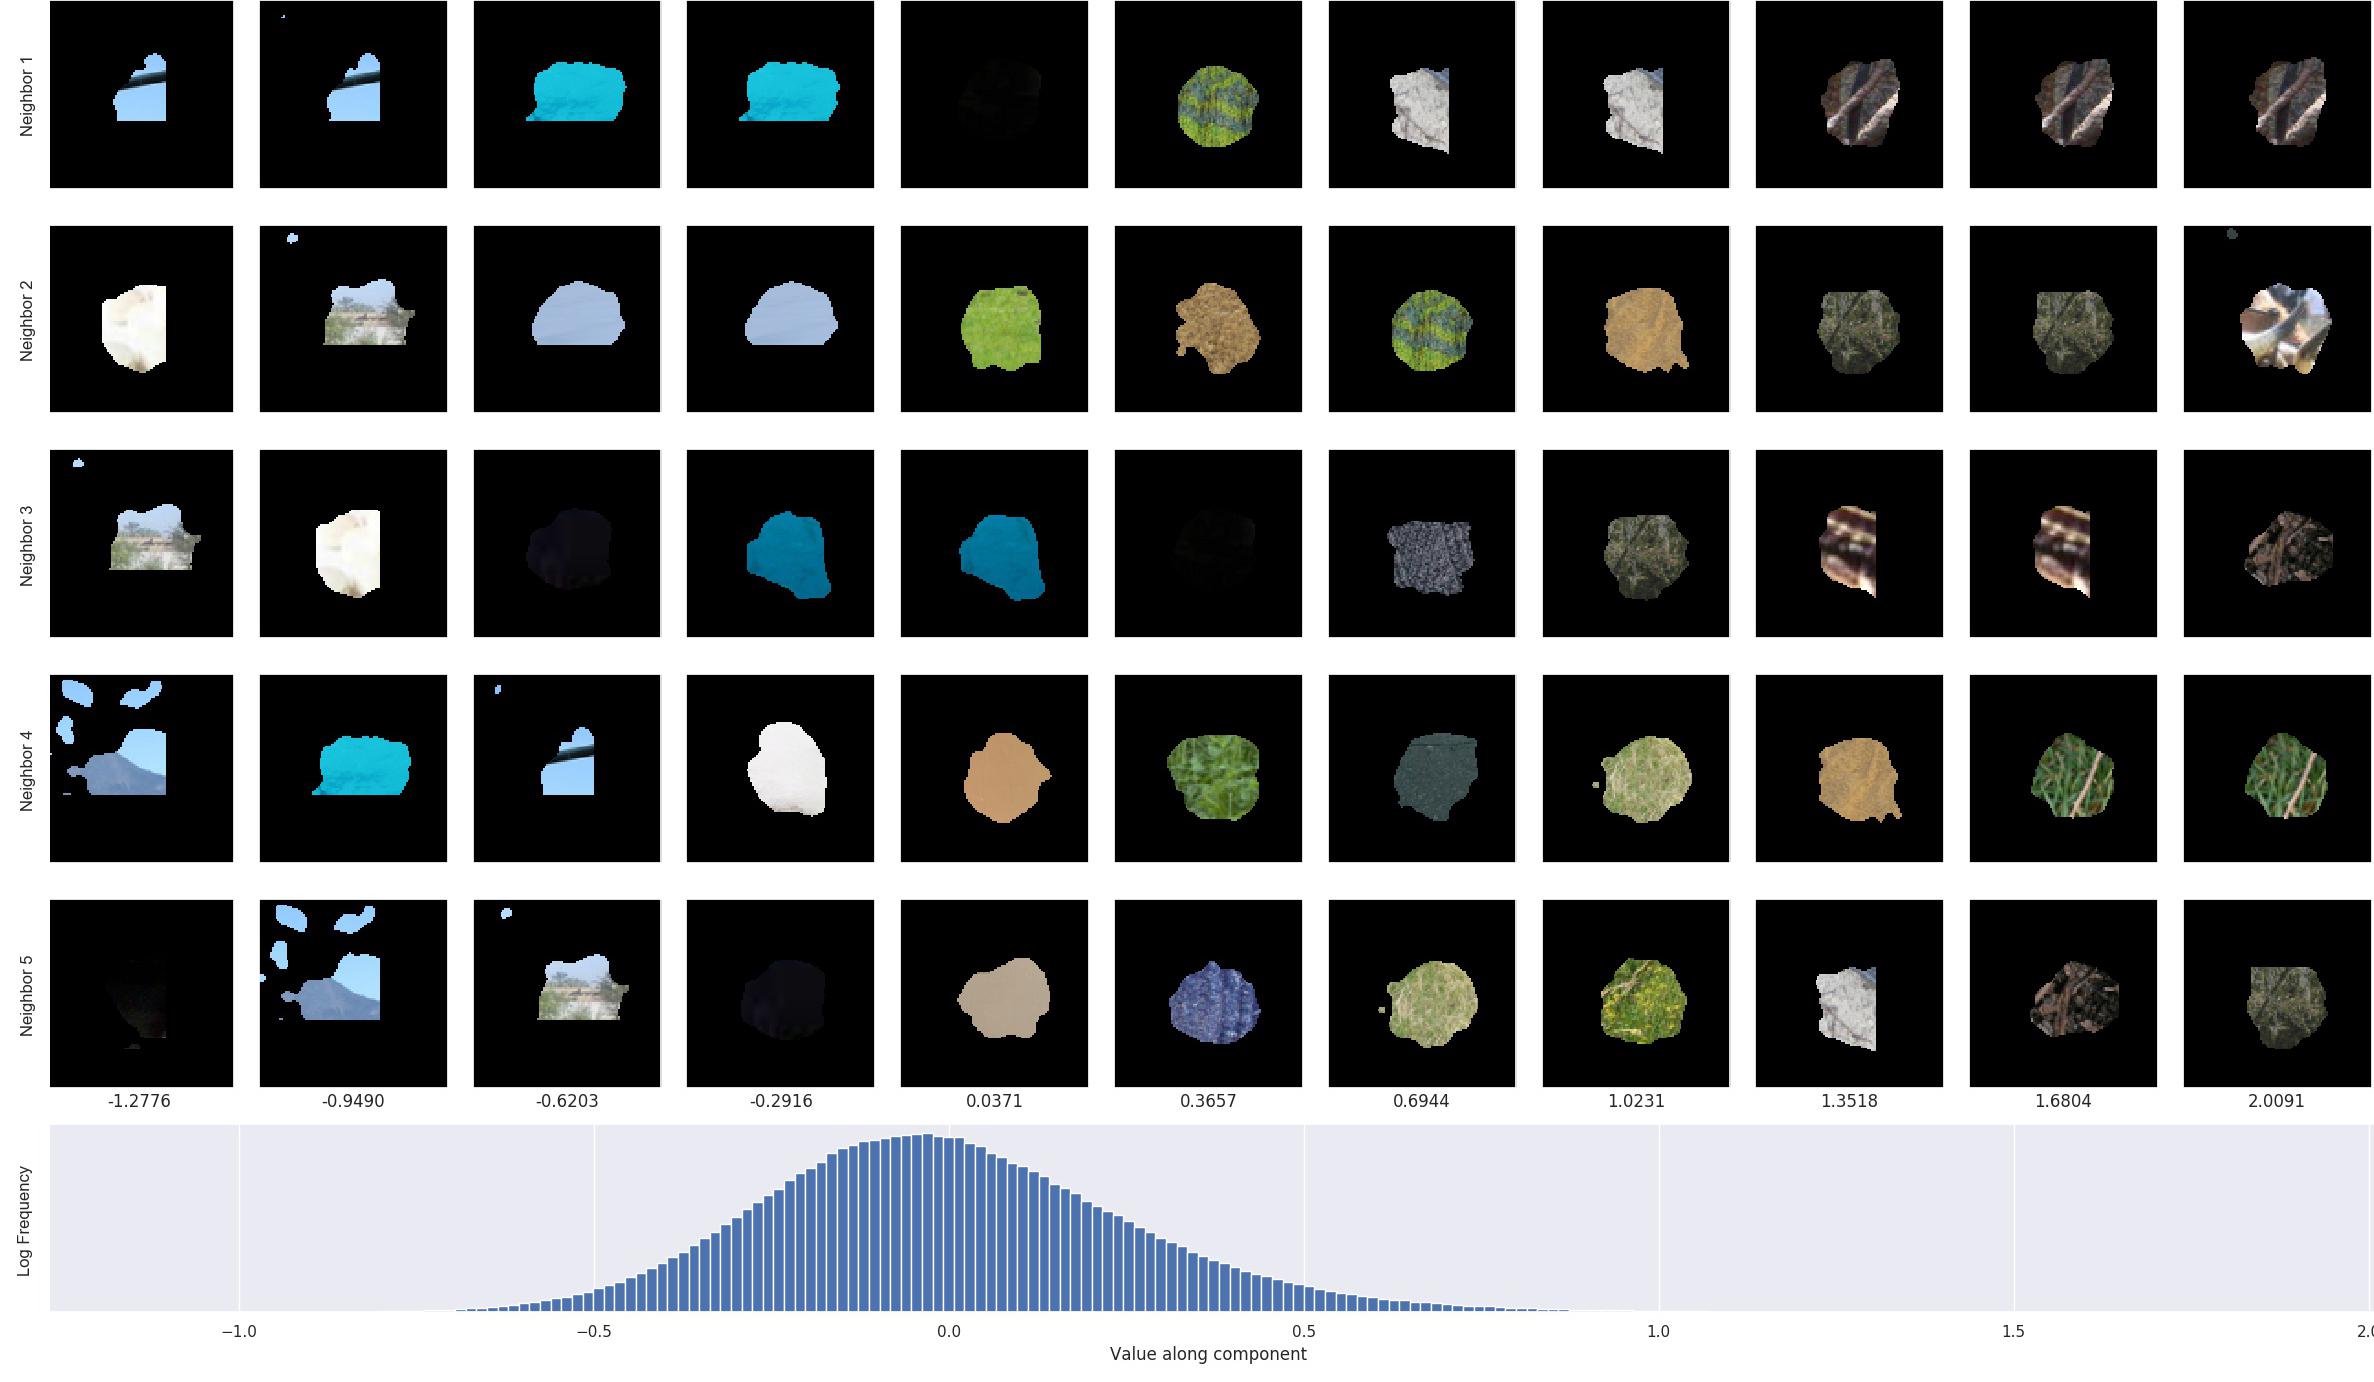 Neighbor 1
Neighbor 2
Neighbor 3
Neighbor 4
Neighbor 5
-1.2776 -0.9490 -0.6203 -0.2916 0.0371 0.3657 0.6944 1.0231 1.3518 1.6804 2.0091
Log Frequency
−1.0 −0.5 0.0 0.5 1.0 1.5
Value along component